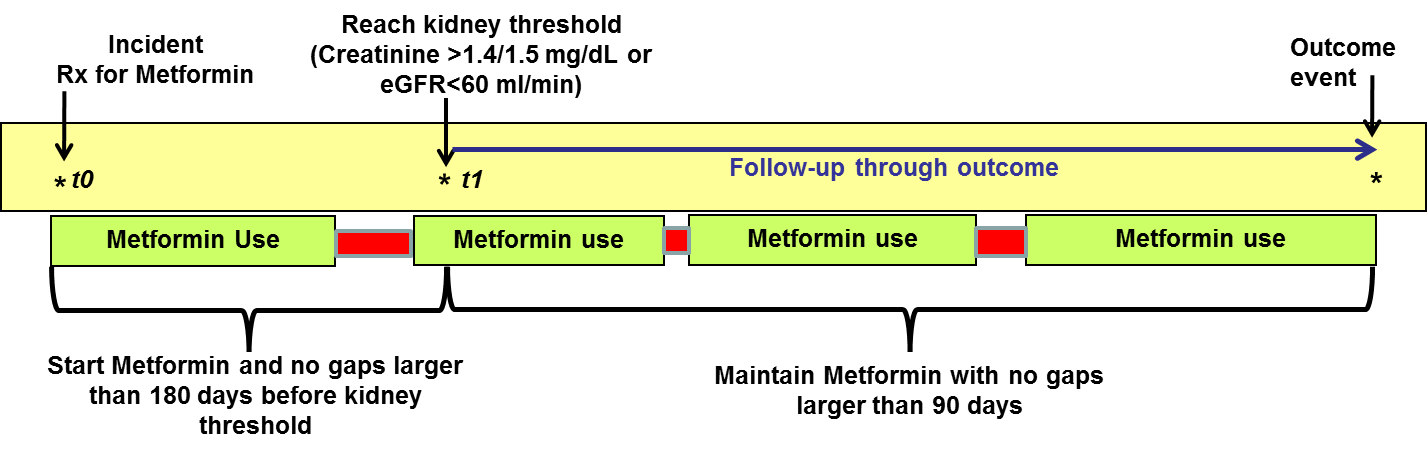 Incident
Rx for Metformin
Reach kidney threshold
(Creatinine >1.4/1.5 mg/dL or
eGFR<60 ml/min)
Outcome
event
* t0
* t1
Follow-up through outcome
*
Metformin Use
Metformin use
Metformin use
Metformin use
Start Metformin and no gaps larger
than 180 days before kidney
threshold
Maintain Metformin with no gaps
larger than 90 days